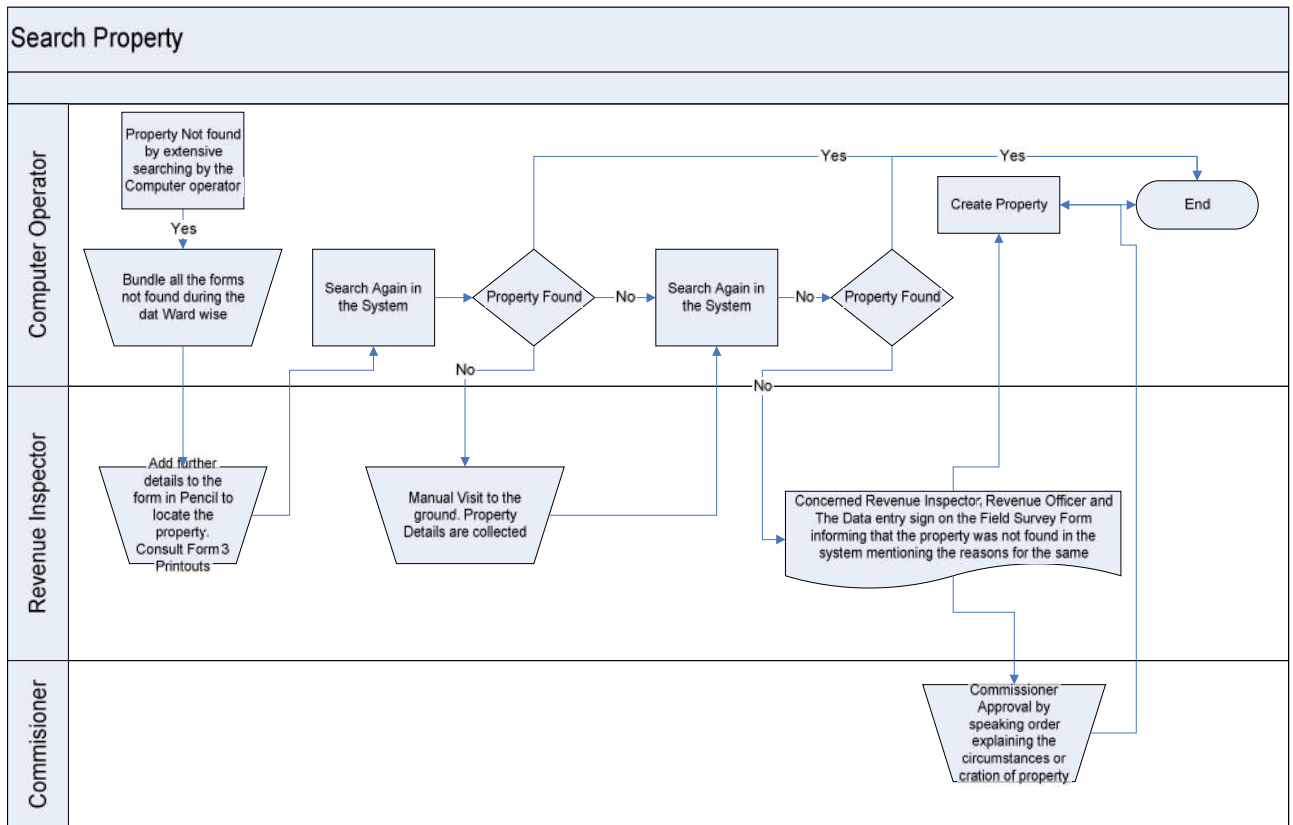 Search Property
Computer Operator
Property Not found
by extensive
searching by the
Computer operator
Yes
Bundle all the forms
not found during the
dat Ward wise
Search Again in
the System
Property Found
No
Search Again in
the System
No
Property Found
Yes
Yes
Create Property
End
No
No
Revenue Inspector
Add further
details to the
form in Pencil to
locate the
property.
Consult Form 3
Printouts
Manual Visit to the
ground. Property
Details are collected
Concerned Revenue Inspector, Revenue Officer and
The Data entry sign on the Field Survey Form
informing that the property was not found in the
system mentioning the reasons for the same
Commisioner
Commissioner
Approval by
speaking order
explaining the
circumstances or
cration of property